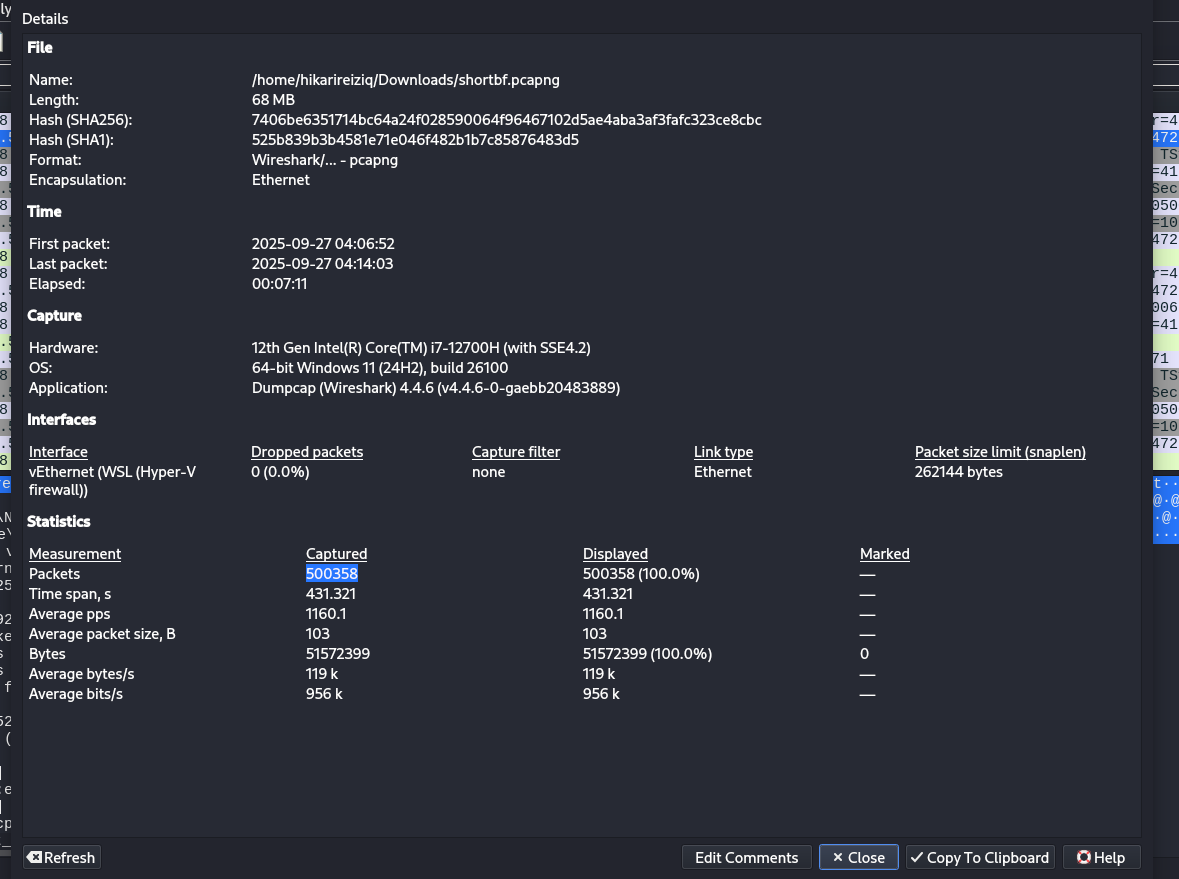 Details
File
Name: /home/hikarireiziq/Downloads/shortbf.pcapng
Length: 68 MB
Hash (SHA256): 7406be6351714bc64a24f028590064f96467102d5ae4aba3af3fafc323ce8cbc
Hash (SHA1): 525b839b3b4581e71e046f482b1b7c85876483d5
Format: Wireshark/... - pcapng
Encapsulation: Ethernet
Time
First packet: 2025-09-27 04:06:52
Last packet: 2025-09-27 04:14:03
Elapsed: 00:07:11
Capture
Hardware: 12th Gen Intel(R) Core(TM) i7-12700H (with SSE4.2)
OS: 64-bit Windows 11 (24H2), build 26100
Application: Dumpcap (Wireshark) 4.4.6 (v4.4.6-0-gaebb20483889)
Interfaces
Interface Dropped packets Capture filter Link type Packet size limit (snaplen)
vEthernet (WSL (Hyper-V 0 (0.0%) none Ethernet 262144 bytes
firewall))
Statistics
Measurement Captured Displayed Marked
Packets 500358 500358 (100.0%) —
Time span, s 431.321 431.321 —
Average pps 1160.1 1160.1 —
Average packet size, B 103 103 —
Bytes 51572399 51572399 (100.0%) 0
Average bytes/s 119 k 119 k —
Average bits/s 956 k 956 k —
Refresh Edit Comments Close Copy To Clipboard Help